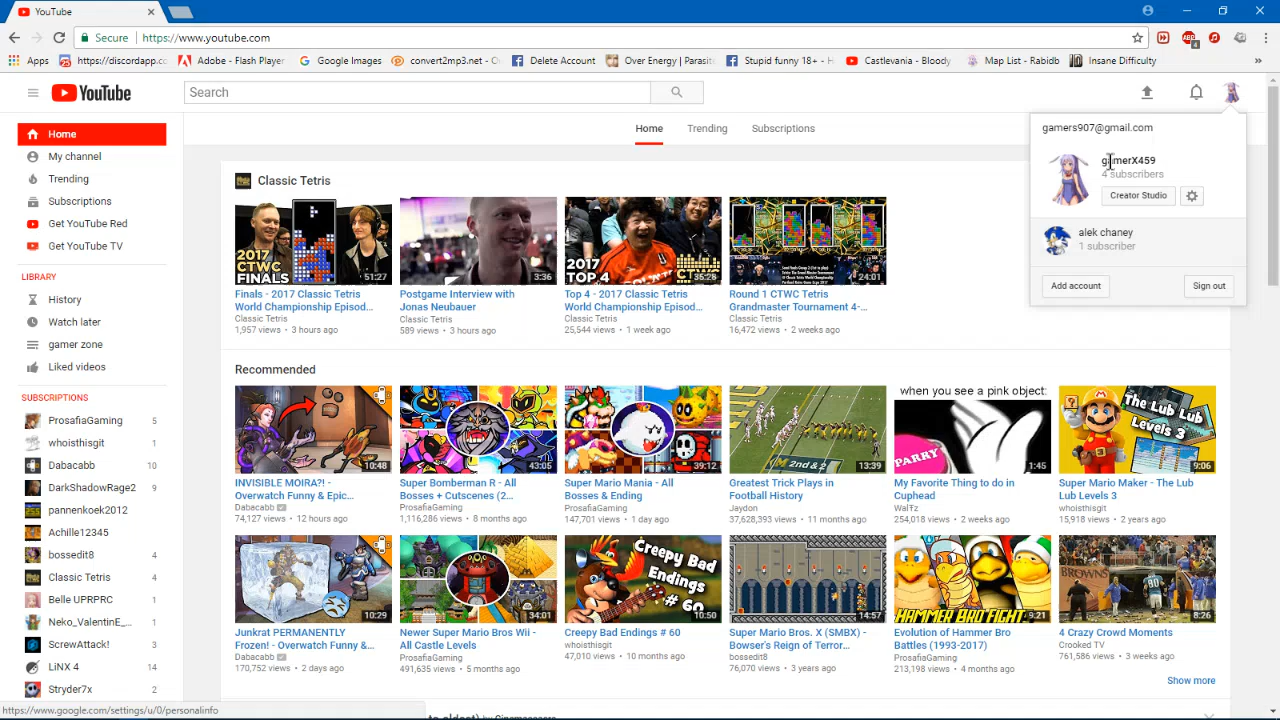 YouTube
Secure
https://www.youtube.com
Apps
https://discordapp.c
Adobe - Flash Player
Google Images
convert2mp3.net - C
Delete Account
Over Energy | Parasit
Stupid funny 18+ - H
Castlevania - Bloody
Map List - Rabidb
Insane Difficulty
»
YouTube
Search
Home
Trending
Subscriptions
gamers907@gmail.com
gamerX459
4 subscribers
Creator Studio
alek chaney
1 subscriber
Add account
Sign out
Home
My channel
Trending
Subscriptions
Get YouTube Red
Get YouTube TV
LIBRARY
History
Watch later
gamer zone
Liked videos
SUBSCRIPTIONS
ProsafiaGaming 5
whoisthisgit
Dabacabb 10
DarkShadowRage2 9
pannenkoek2012
Achille12345
bossedit8 4
Classic Tetris 4
Belle UPRPRC 1
Neko_ValentinE_... 1
ScrewAttack! 3
LiNX 4 14
Stryder7x 2
Classic Tetris
2017 CTWC FINALS
51:27
3:36
2017 TOP 4
35:28
24:01
Finals - 2017 Classic Tetris World Championship Episod...
Classic Tetris
1,957 views • 3 hours ago
Postgame Interview with Jonas Neubauer
Classic Tetris
589 views • 3 hours ago
Top 4 - 2017 Classic Tetris World Championship Episod...
Classic Tetris
25,544 views • 1 week ago
Round 1 CTWC Tetris Grandmaster Tournament 4-...
Classic Tetris
16,472 views • 2 weeks ago
Recommended
10:48
43:05
39:12
2nd &
13:39
when you see a pink object:
PARRY
1:45
The Lub Lub Levels 3
9:06
INVISIBLE MOIRA?! - Overwatch Funny & Epic...
Dabacabb
74,127 views • 12 hours ago
Super Bomberman R - All Bosses + Cutscenes (2...
ProsafiaGaming
1,116,286 views • 8 months ago
Super Mario Mania - All Bosses & Ending
ProsafiaGaming
147,701 views • 1 day ago
Greatest Trick Plays in Football History
Jaydon
37,628,393 views • 11 months ago
My Favorite Thing to do in Cuphead
WalTz
254,018 views • 2 weeks ago
Super Mario Maker - The Lub Lub Levels 3
whoisthisgit
15,918 views • 2 years ago
10:29
34:01
Creepy Bad Endings # 60
10:50
14:57
HAMMER BRO FIGHT
9:21
BROWNS
8:26
Junkrat PERMANENTLY Frozen! - Overwatch Funny &...
Dabacabb
170,752 views • 2 days ago
Newer Super Mario Bros Wii - All Castle Levels
ProsafiaGaming
491,635 views • 5 months ago
Creepy Bad Endings # 60
whoisthisgit
47,010 views • 10 months ago
Super Mario Bros. X (SMBX) - Bowser's Reign of Terror...
bossedit8
76,070 views • 3 years ago
Evolution of Hammer Bro Battles (1993-2017)
ProsafiaGaming
213,198 views • 4 months ago
4 Crazy Crowd Moments
Crooked TV
761,586 views • 3 weeks ago
Show more
https://www.google.com/settings/u/0/personalinfo
to oldest) by Cinemassacre